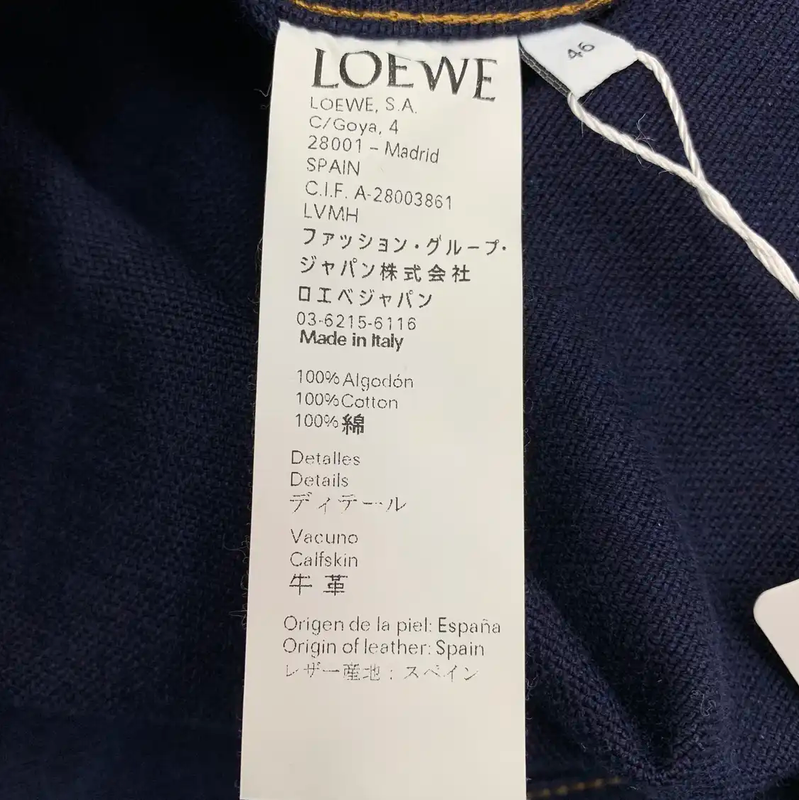 LOEWE
46
LOEWE, S.A.
C/Goya, 4
28001 – Madrid
SPAIN
C.I.F. A-28003861
LVMH
ファッション・グループ・
ジャパン株式会社
ロエベジャパン
03-6215-6116
Made in Italy
100% Algodón
100% Cotton
100% 綿
Detalles
Details
ディテール
Vacuno
Calfskin
牛革
Origen de la piel: España
Origin of leather: Spain
レザー産地：スペイン